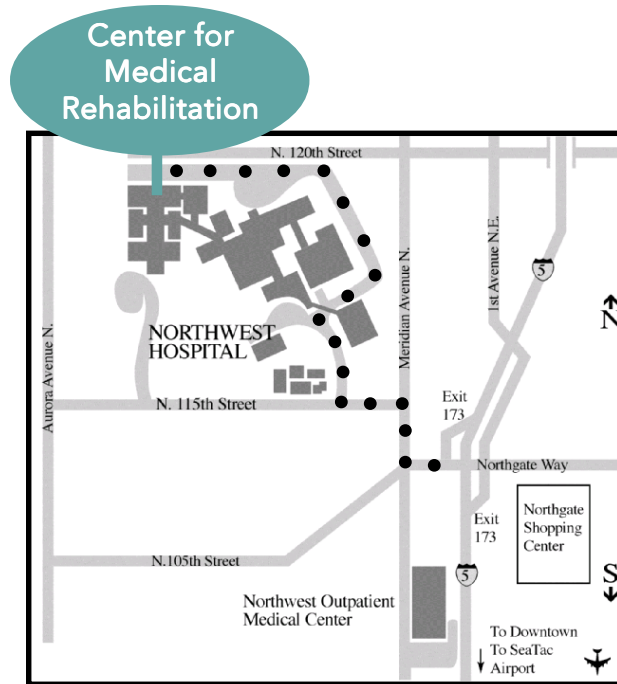 Center for
Medical
Rehabilitation
N. 120th Street
Aurora Avenue N.
Meridian Avenue N.
1st Avenue N.E.
5
N
NORTHWEST
HOSPITAL
N. 115th Street
Exit
173
Northgate Way
Northgate
Shopping
Center
Exit
173
N.105th Street
5
S
Northwest Outpatient
Medical Center
To Downtown
To SeaTac
Airport